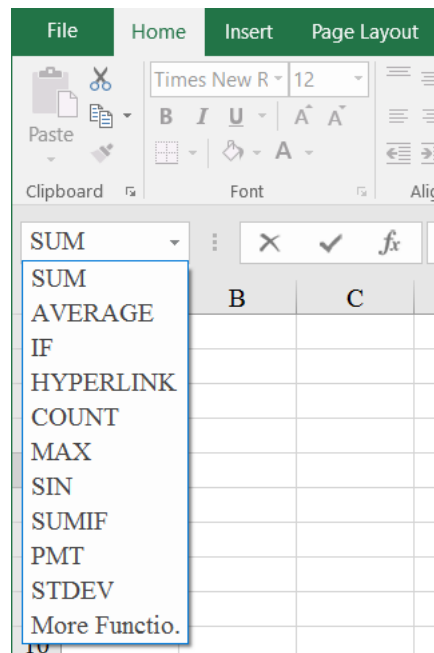 File Home Insert Page Layout
Times New R 12
Paste B I U A A
A
Clipboard Font Alig
SUM fx
SUM
B C
AVERAGE
IF
HYPERLINK
COUNT
MAX
SIN
SUMIF
PMT
STDEV
More Functio.
10